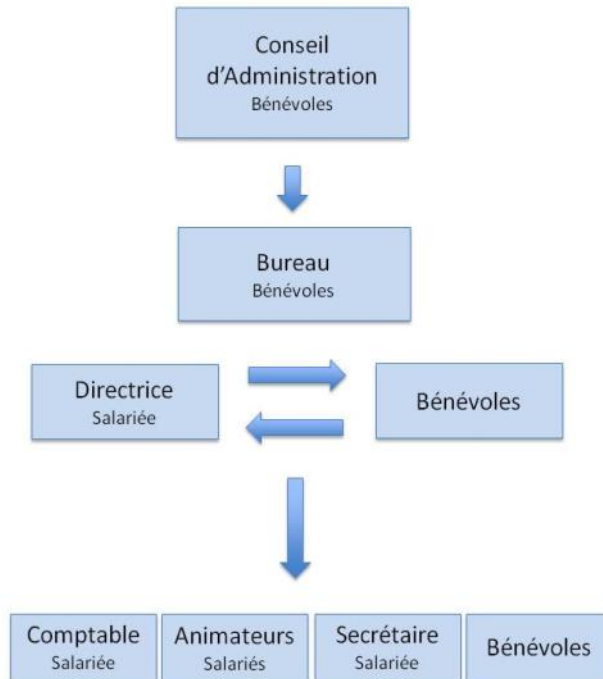 Conseil
d'Administration
Bénévoles
Bureau
Bénévoles
Directrice
Salariée
Bénévoles
Comptable
Salariée
Animateurs
Salariés
Secrétaire
Salariée
Bénévoles